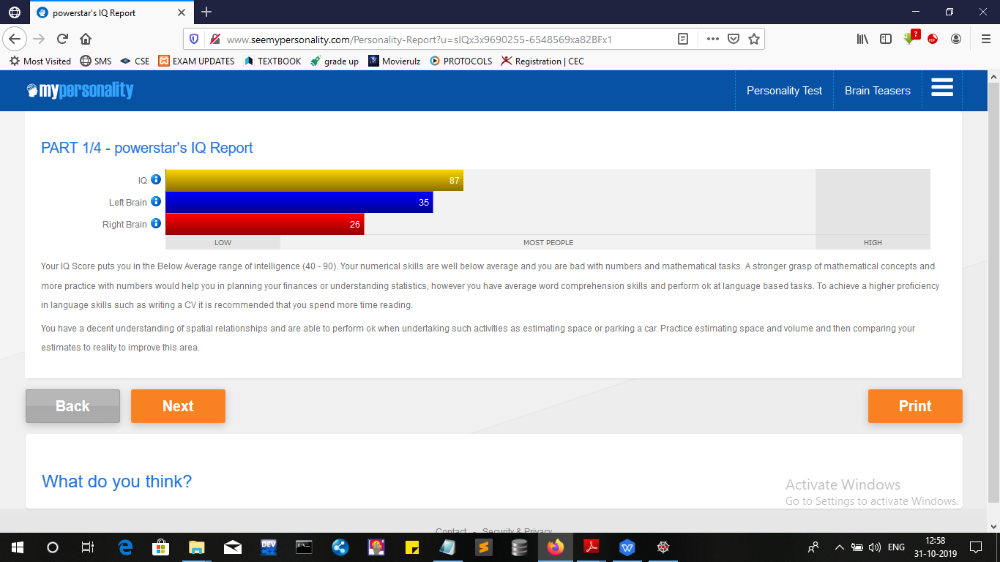 powerstar's IQ Report
www.seemypersonality.com/Personality-Report?u=sIQx3x9690255-6548569xa82BFx1
Most Visited SMS CSE EXAM UPDATES TEXTBOOK grade up Movierulz PROTOCOLS Registration | CEC
mypersonality Personality Test Brain Teasers
PART 1/4 - powerstar's IQ Report
IQ 87
Left Brain 35
Right Brain 26
LOW MOST PEOPLE HIGH
Your IQ Score puts you in the Below Average range of intelligence (40 - 90). Your numerical skills are well below average and you are bad with numbers and mathematical tasks. A stronger grasp of mathematical concepts and
more practice with numbers would help you in planning your finances or understanding statistics, however you have average word comprehension skills and perform ok at language based tasks. To achieve a higher proficiency
in language skills such as writing a CV it is recommended that you spend more time reading.
You have a decent understanding of spatial relationships and are able to perform ok when undertaking such activities as estimating space or parking a car. Practice estimating space and volume and then comparing your
estimates to reality to improve this area.
Back Next Print
What do you think?
Activate Windows
Go to Settings to activate Windows.
Contact - Security & Privacy
DEV
ENG
12:58
31-10-2019